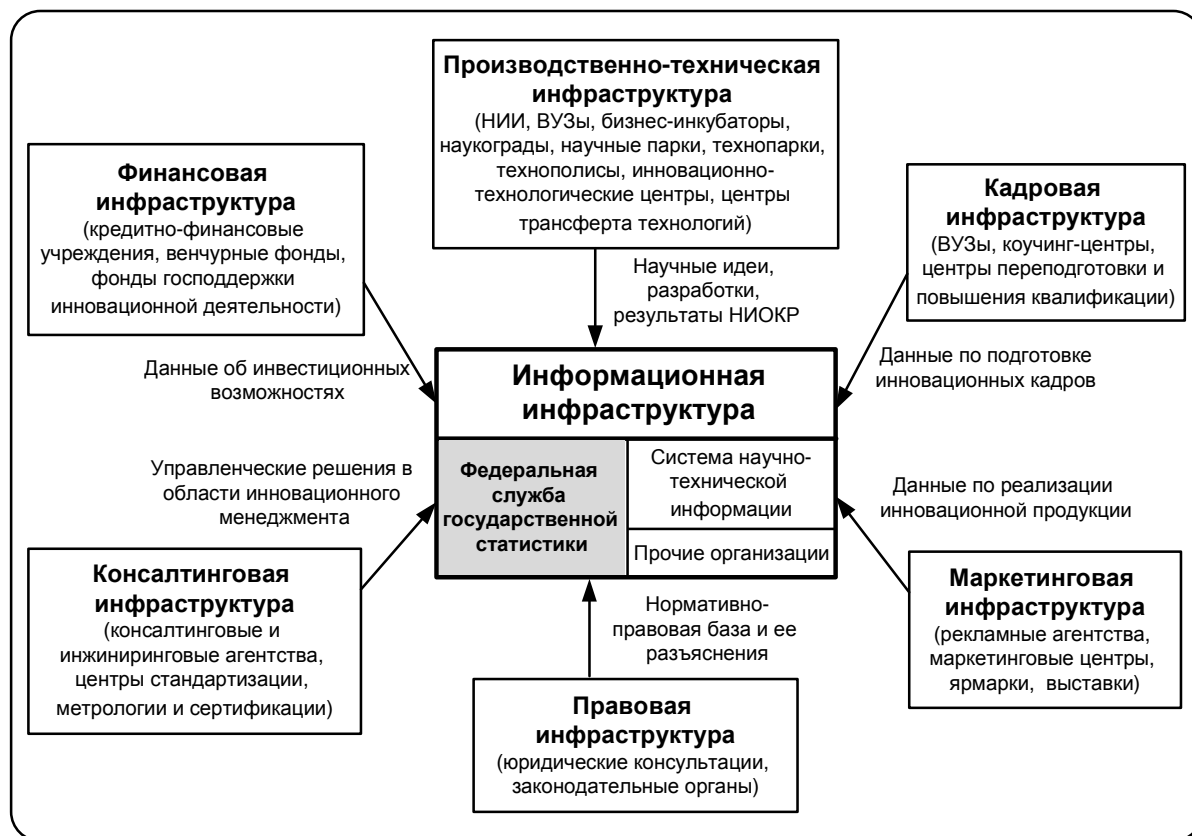 Производственно-техническая
инфраструктура
(НИИ, ВУЗы, бизнес-инкубаторы,
наукограды, научные парки, технопарки,
технополисы, инновационно-
технологические центры, центры
трансферта технологий)
Финансовая
инфраструктура
(кредитно-финансовые
учреждения, венчурные фонды,
фонды господдержки
инновационной деятельности)
Кадровая
инфраструктура
(ВУЗы, коучинг-центры,
центры переподготовки и
повышения квалификации)
Научные идеи,
разработки,
результаты НИОКР
Данные об инвестиционных
возможностях
Данные по подготовке
инновационных кадров
Информационная
инфраструктура
Федеральная
служба
государственной
статистики
Система научно-
технической
информации
Прочие организации
Управленческие решения в
области инновационного
менеджмента
Данные по реализации
инновационной продукции
Консалтинговая
инфраструктура
(консалтинговые и
инжиниринговые агентства,
центры стандартизации,
метрологии и сертификации)
Нормативно-
правовая база и ее
разъяснения
Маркетинговая
инфраструктура
(рекламные агентства,
маркетинговые центры,
ярмарки, выставки)
Правовая
инфраструктура
(юридические консультации,
законодательные органы)